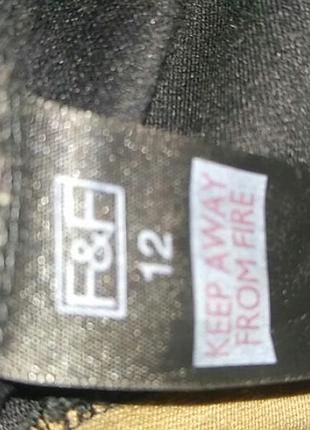 F&F
12
KEEP AWAY
FROM FIRE